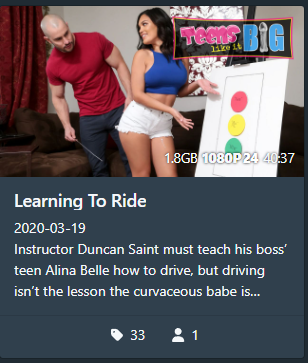 TEENS
like it
BIG
1.8GB 1080P 24 40:37
Learning To Ride
2020-03-19
Instructor Duncan Saint must teach his boss’
teen Alina Belle how to drive, but driving
isn’t the lesson the curvaceous babe is...
33
1